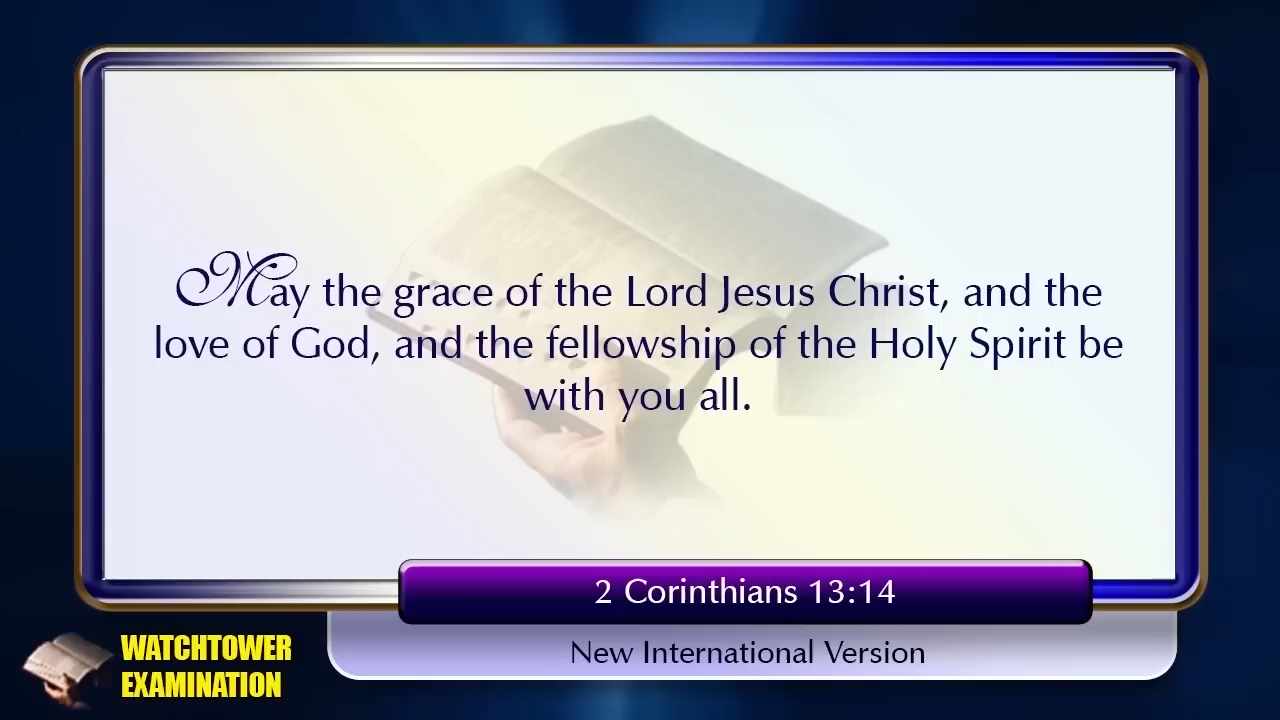 May the grace of the Lord Jesus Christ, and the
love of God, and the fellowship of the Holy Spirit be
with you all.
2 Corinthians 13:14
New International Version
WATCHTOWER
EXAMINATION